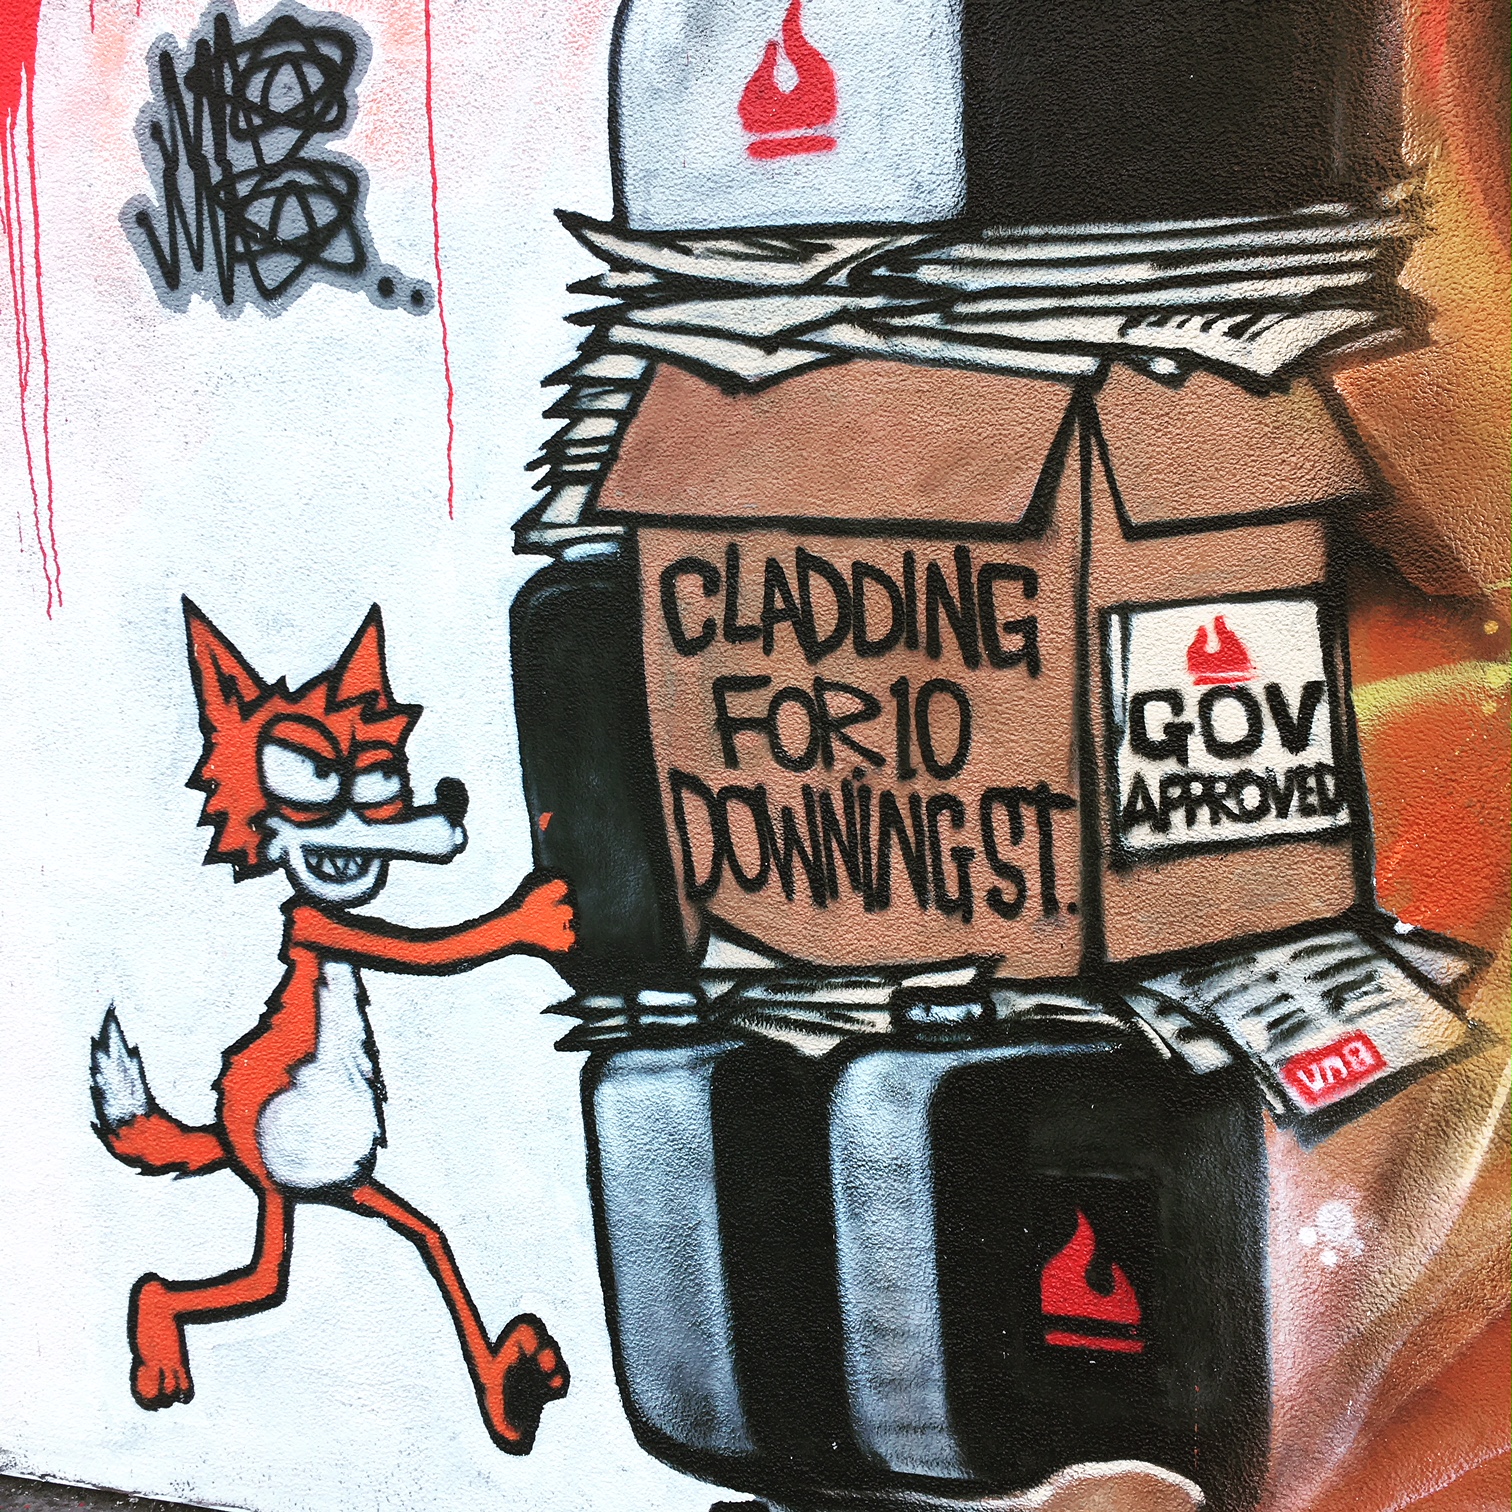 CLADDING
FOR 10
DOWNING ST.
GOV
APPROVED